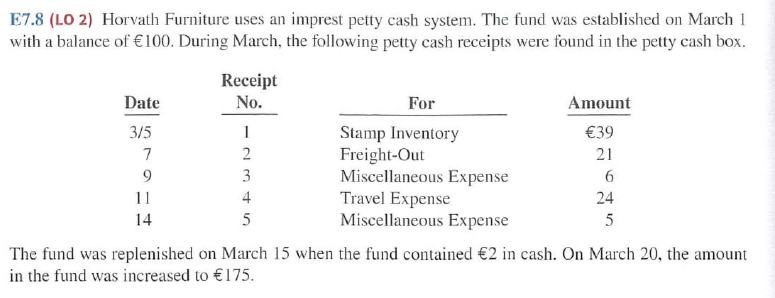 E7.8 (LO 2) Horvath Furniture uses an imprest petty cash system. The fund was established on March 1
with a balance of €100. During March, the following petty cash receipts were found in the petty cash box.
Receipt
Date No. For Amount
3/5 1 Stamp Inventory €39
7 2 Freight-Out 21
9 3 Miscellaneous Expense 6
11 4 Travel Expense 24
14 5 Miscellaneous Expense 5
The fund was replenished on March 15 when the fund contained €2 in cash. On March 20, the amount
in the fund was increased to €175.